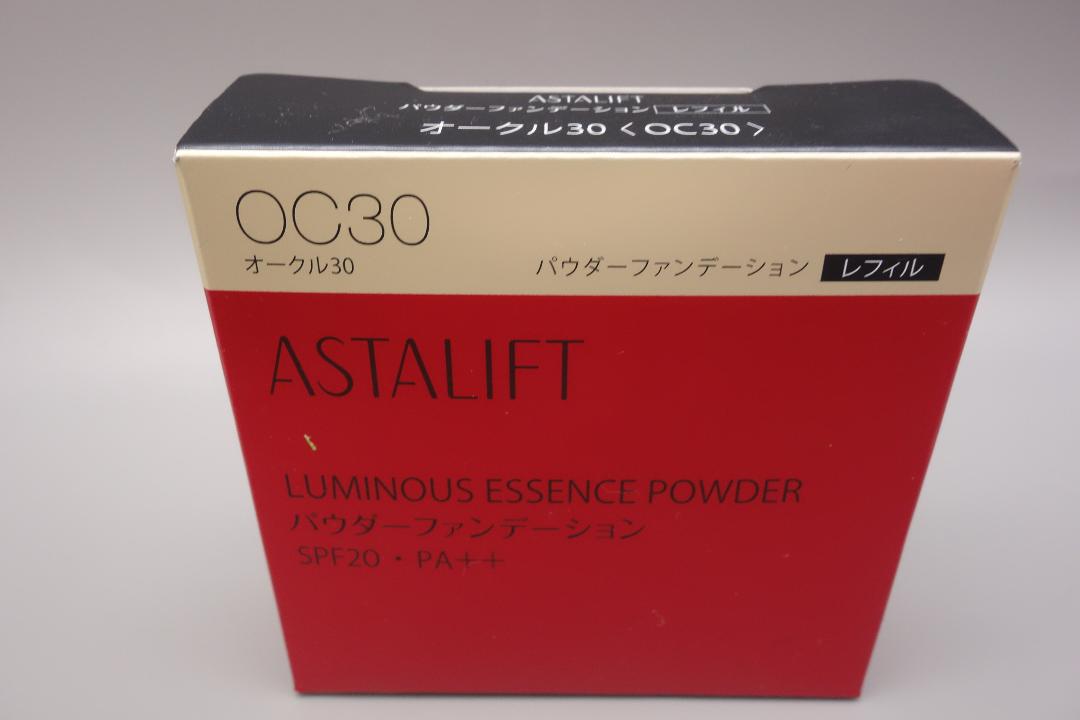 ASTALIFT
パウダーファンデーション レフィル
オークル30 < OC30 >
OC30
オークル30
パウダーファンデーション レフィル
ASTALIFT
LUMINOUS ESSENCE POWDER
パウダーファンデーション
SPF20・PA++